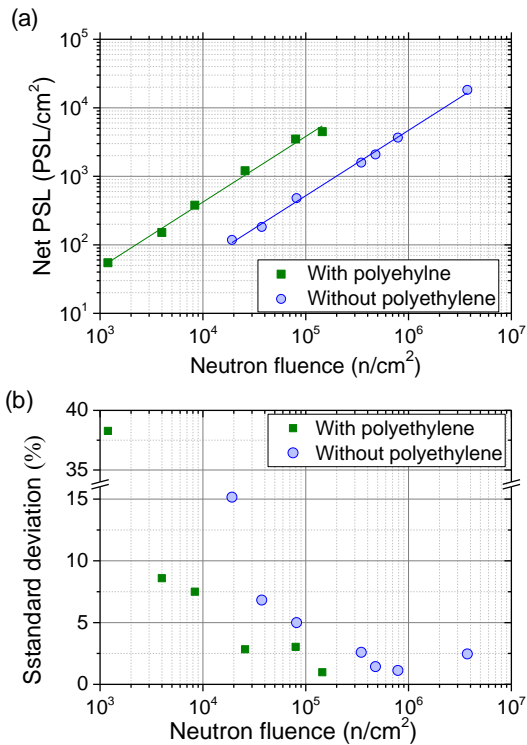 (a)
10^5
10^4
10^3
10^2
10^1
Net PSL (PSL/cm^2)
With polyehylne
Without polyethylene
10^3 10^4 10^5 10^6 10^7
Neutron fluence (n/cm^2)
(b)
40
35
15
10
5
0
Sstandard deviation (%)
With polyethylene
Without polyethylene
10^3 10^4 10^5 10^6 10^7
Neutron fluence (n/cm^2)